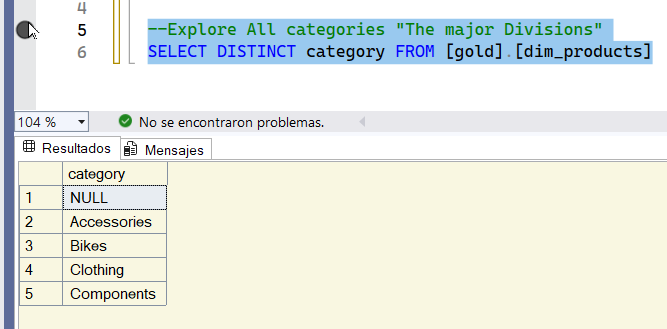 4
5 --Explore All categories "The major Divisions"
6 SELECT DISTINCT category FROM [gold].[dim_products]
104 % No se encontraron problemas.
Resultados Mensajes
category
1 NULL
2 Accessories
3 Bikes
4 Clothing
5 Components